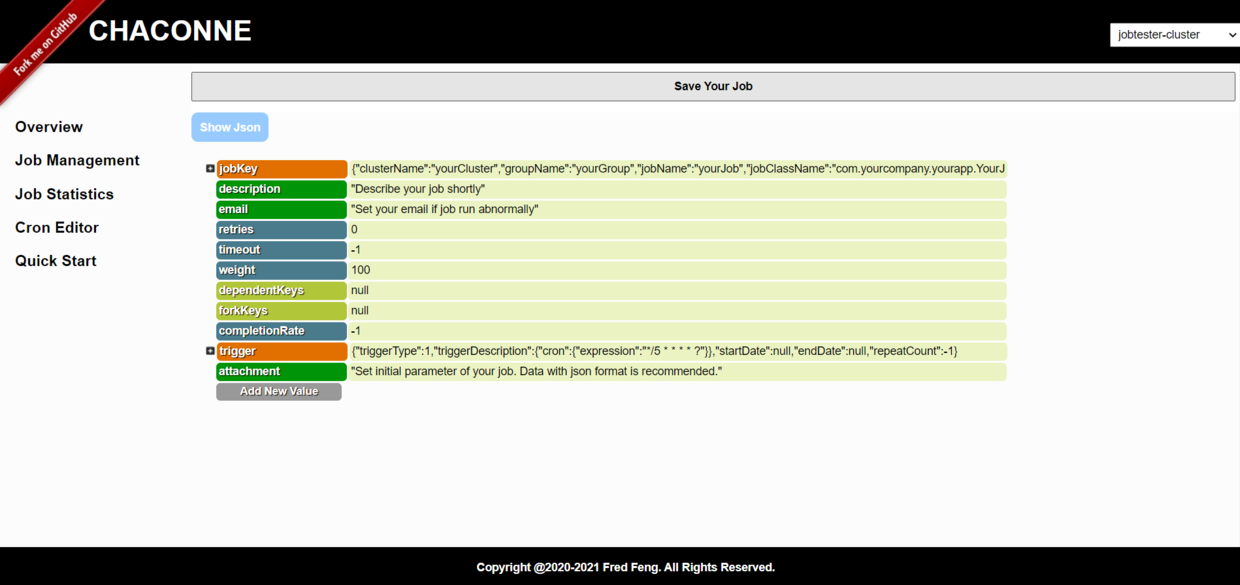 Fork me on GitHub
CHACONNE
jobtester-cluster
Save Your Job
Show Json
Overview
Job Management
Job Statistics
Cron Editor
Quick Start
jobKey {"clusterName":"yourCluster","groupName":"yourGroup","jobName":"yourJob","jobClassName":"com.yourcompany.yourapp.YourJ
description "Describe your job shortly"
email "Set your email if job run abnormally"
retries 0
timeout -1
weight 100
dependentKeys null
forkKeys null
completionRate -1
trigger {"triggerType":1,"triggerDescription":{"cron":{"expression":"*/5 * * * * ?"}},"startDate":null,"endDate":null,"repeatCount":-1}
attachment "Set initial parameter of your job. Data with json format is recommended."
Add New Value
Copyright @2020-2021 Fred Feng. All Rights Reserved.